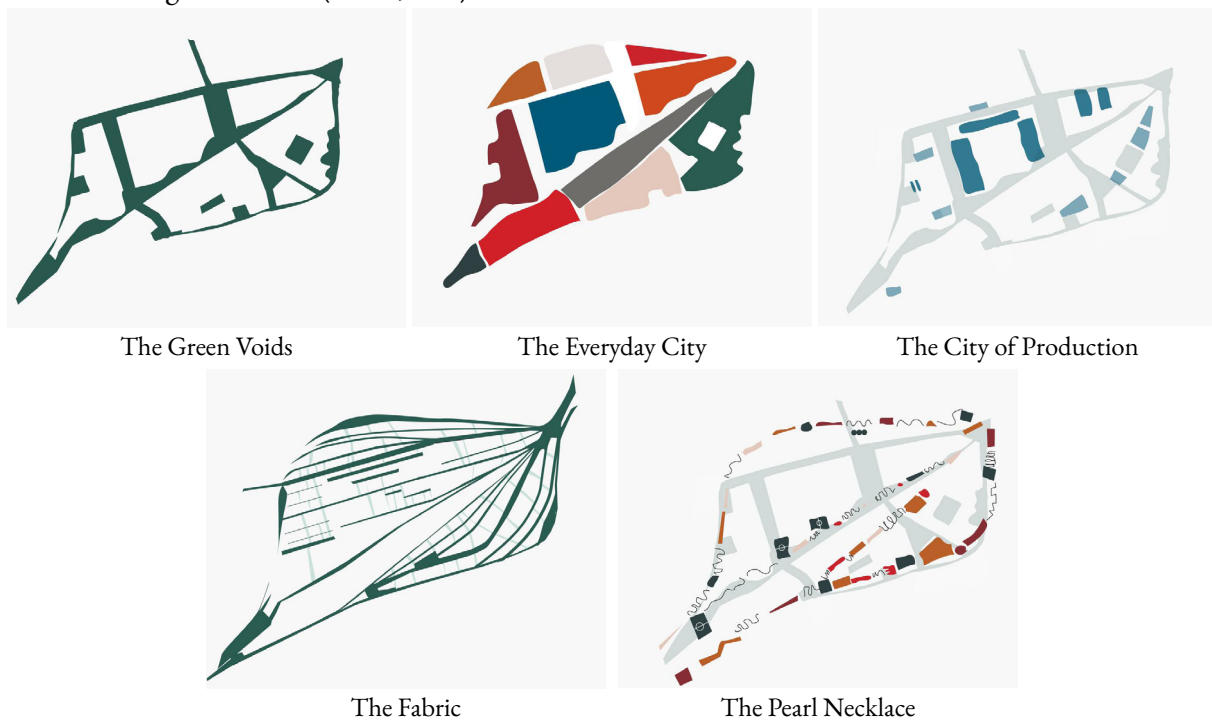 The Green Voids
The Everyday City
The City of Production
The Fabric
The Pearl Necklace